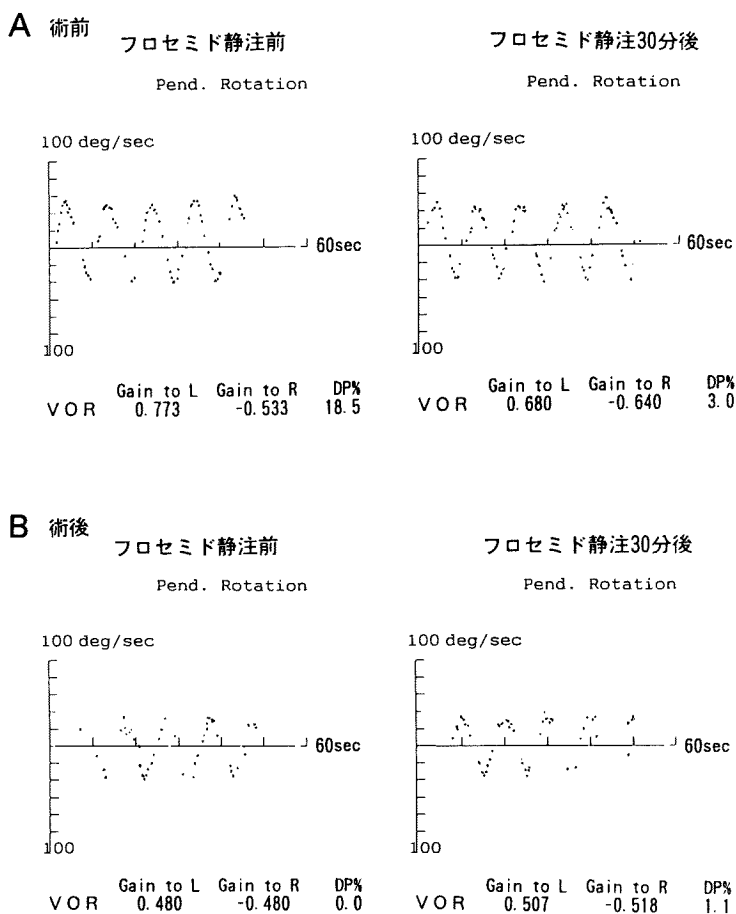 A 術前
フロセミド静注前
Pend. Rotation
100 deg/sec
60sec
100
Gain to L Gain to R DP%
VOR 0.773 -0.533 18.5
フロセミド静注30分後
Pend. Rotation
100 deg/sec
60sec
100
Gain to L Gain to R DP%
VOR 0.680 -0.640 3.0
B 術後
フロセミド静注前
Pend. Rotation
100 deg/sec
60sec
100
Gain to L Gain to R DP%
VOR 0.480 -0.480 0.0
フロセミド静注30分後
Pend. Rotation
100 deg/sec
60sec
100
Gain to L Gain to R DP%
VOR 0.507 -0.518 1.1